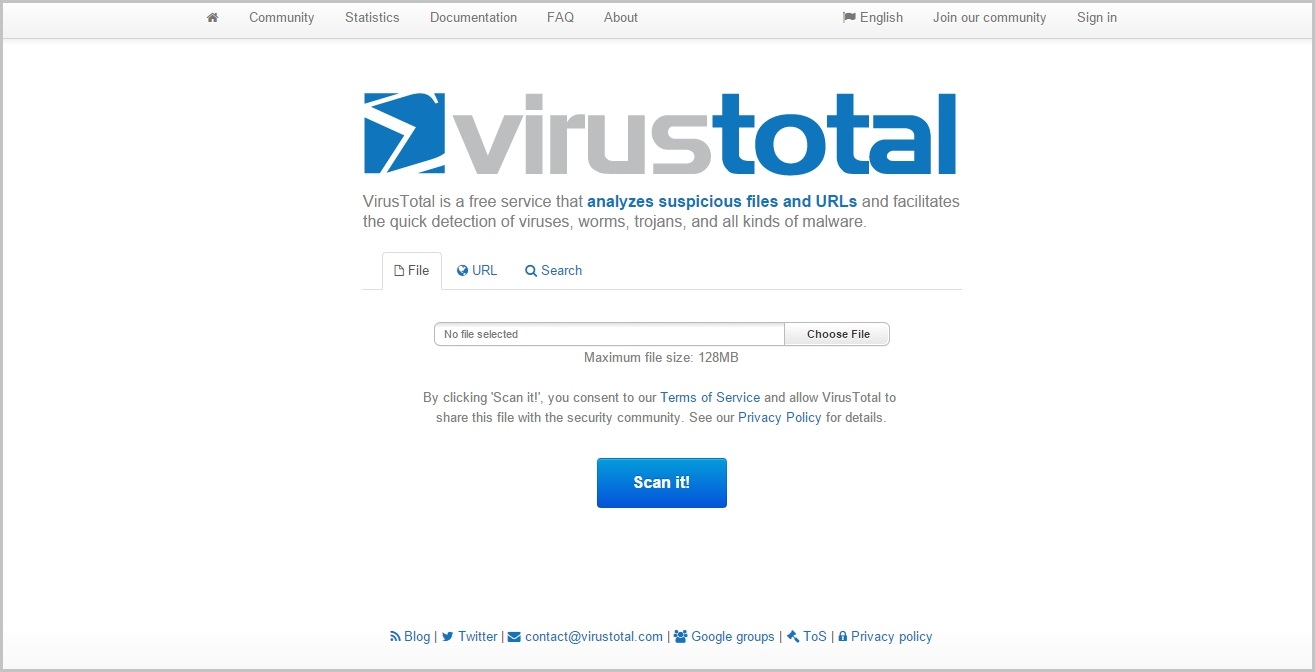 Community Statistics Documentation FAQ About English Join our community Sign in
virustotal
VirusTotal is a free service that analyzes suspicious files and URLs and facilitates
the quick detection of viruses, worms, trojans, and all kinds of malware.
File URL Search
No file selected Choose File
Maximum file size: 128MB
By clicking 'Scan it!', you consent to our Terms of Service and allow VirusTotal to
share this file with the security community. See our Privacy Policy for details.
Scan it!
Blog | Twitter | contact@virustotal.com | Google groups | ToS | Privacy policy